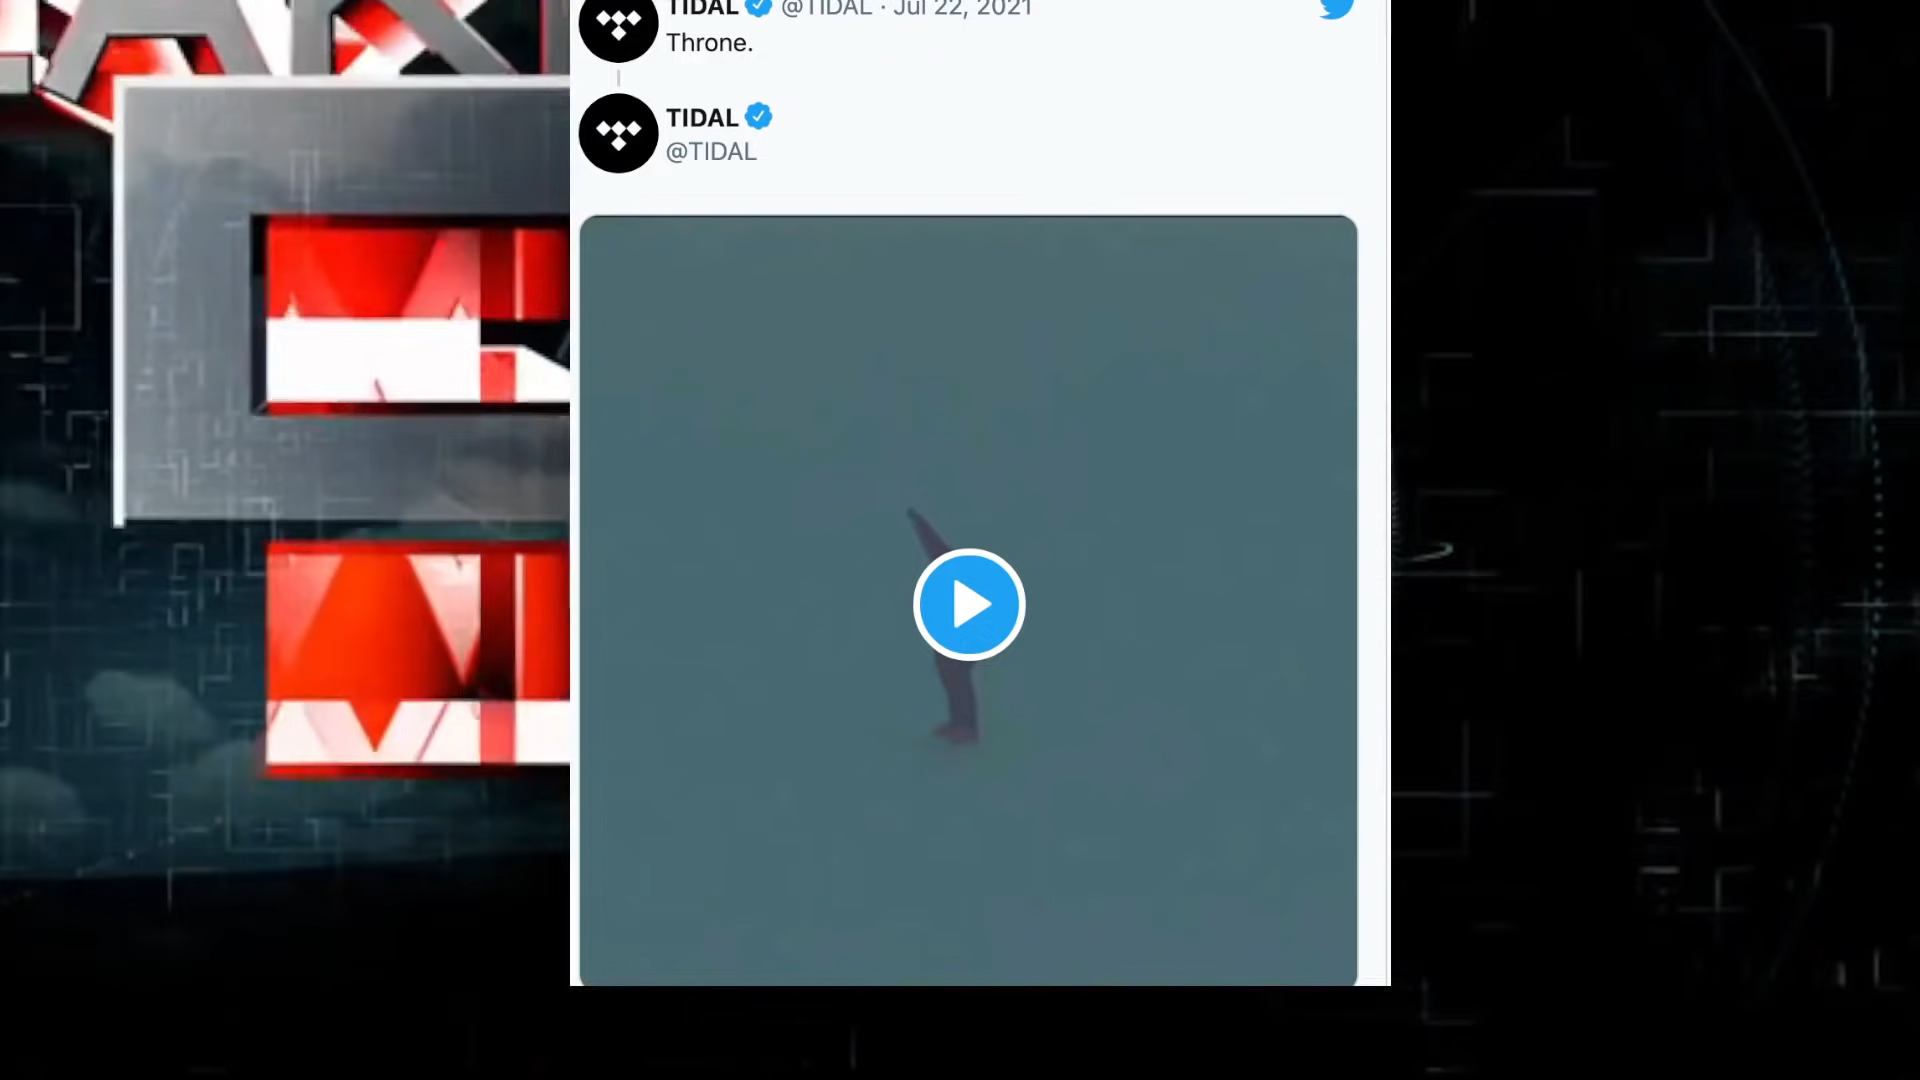 TIDAL @TIDAL · Jul 22, 2021
Throne.
TIDAL
@TIDAL